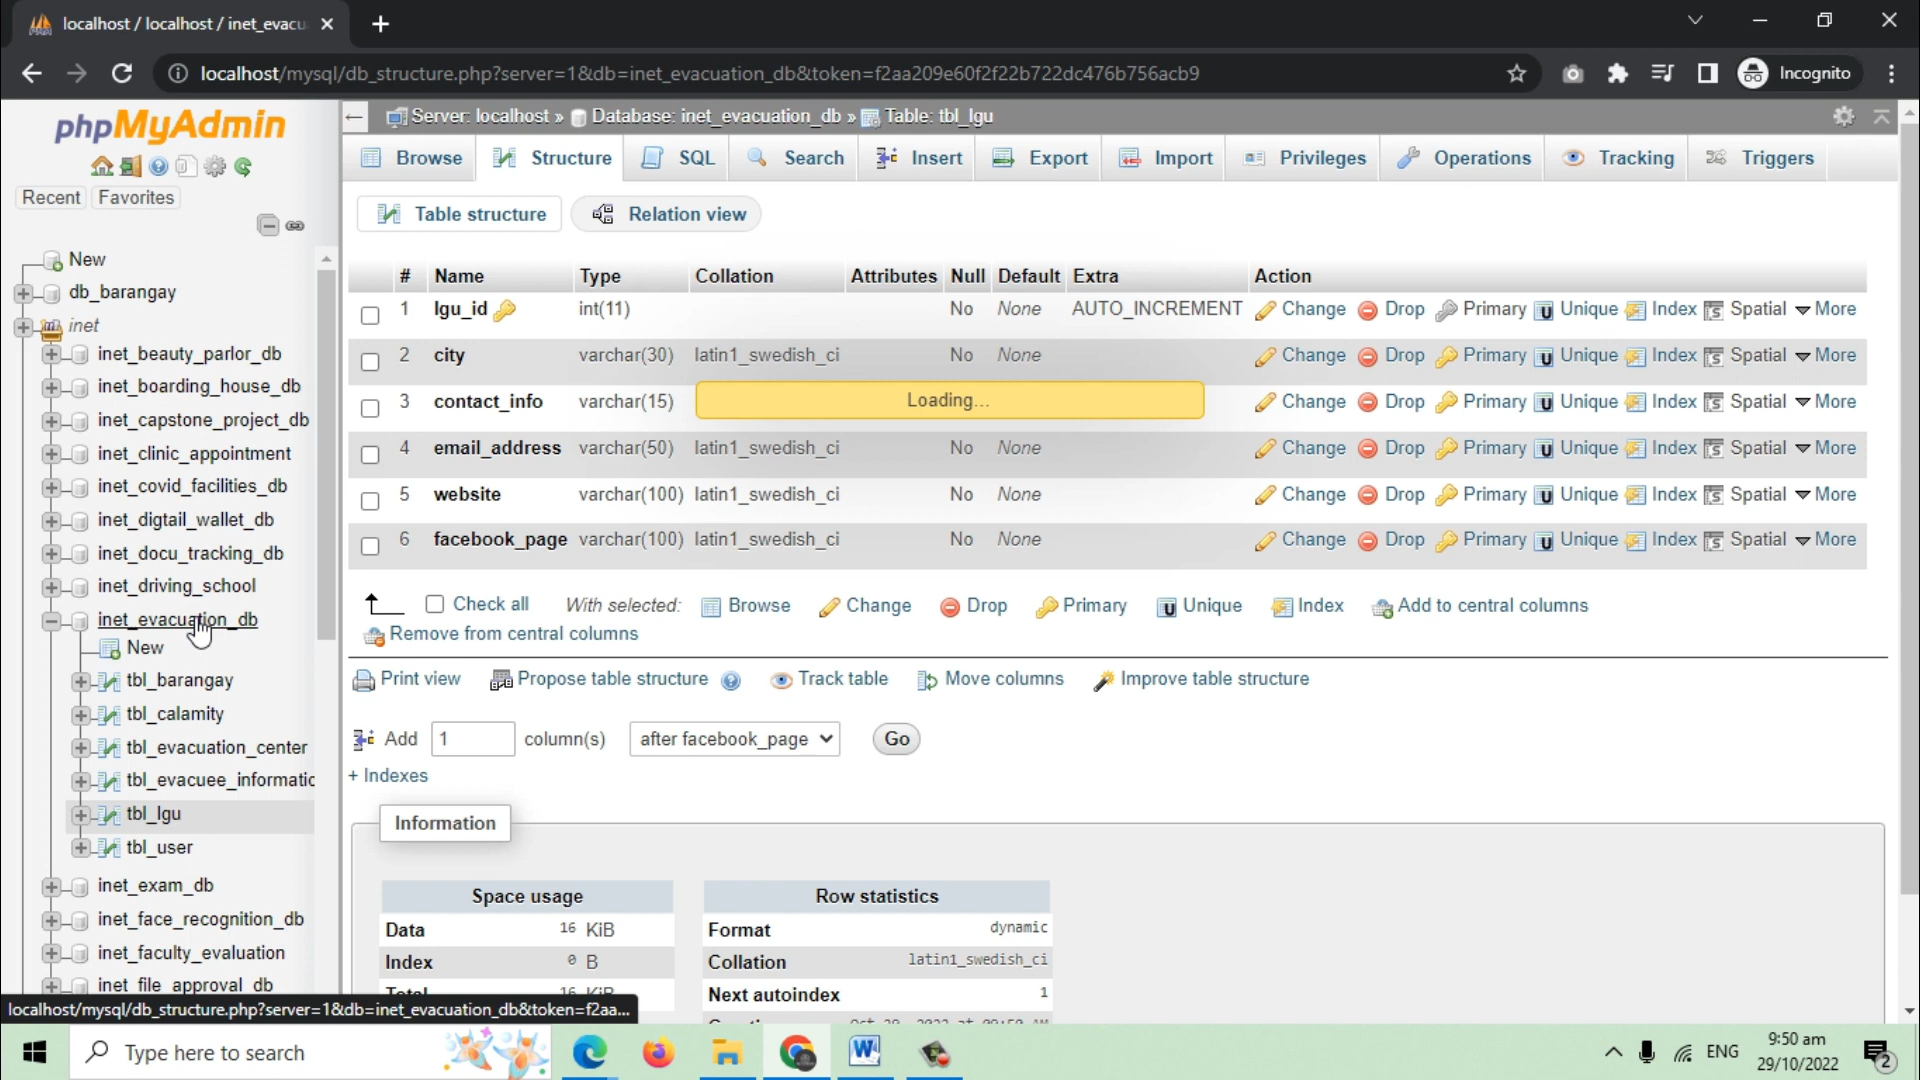 localhost / localhost / inet_evacu
localhost/mysql/db_structure.php?server=1&db=inet_evacuation_db&token=f2aa209e60f2f22b722dc476b756acb9
Incognito
phpMyAdmin
Recent Favorites
New
db_barangay
inet
inet_beauty_parlor_db
inet_boarding_house_db
inet_capstone_project_db
inet_clinic_appointment
inet_covid_facilities_db
inet_digtail_wallet_db
inet_docu_tracking_db
inet_driving_school
inet_evacuation_db
New
tbl_barangay
tbl_calamity
tbl_evacuation_center
tbl_evacuee_informatic
tbl_lgu
tbl_user
inet_exam_db
inet_face_recognition_db
inet_faculty_evaluation
inet_file_approval_db
localhost/mysql/db_structure.php?server=1&db=inet_evacuation_db&token=f2aa...
Server: localhost » Database: inet_evacuation_db » Table: tbl_lgu
Browse Structure SQL Search Insert Export Import Privileges Operations Tracking Triggers
Table structure Relation view
# Name Type Collation Attributes Null Default Extra Action
1 lgu_id int(11) No None AUTO_INCREMENT Change Drop Primary Unique Index Spatial More
2 city varchar(30) latin1_swedish_ci No None Change Drop Primary Unique Index Spatial More
3 contact_info varchar(15) Loading... Change Drop Primary Unique Index Spatial More
4 email_address varchar(50) latin1_swedish_ci No None Change Drop Primary Unique Index Spatial More
5 website varchar(100) latin1_swedish_ci No None Change Drop Primary Unique Index Spatial More
6 facebook_page varchar(100) latin1_swedish_ci No None Change Drop Primary Unique Index Spatial More
Check all With selected: Browse Change Drop Primary Unique Index Add to central columns
Remove from central columns
Print view Propose table structure Track table Move columns Improve table structure
Add 1 column(s) after facebook_page Go
+ Indexes
Information
Space usage
Data 16 KiB
Index 0 B
Total 16 KiB
Row statistics
Format dynamic
Collation latin1_swedish_ci
Next autoindex 1
Type here to search
ENG
9:50 am
29/10/2022
2